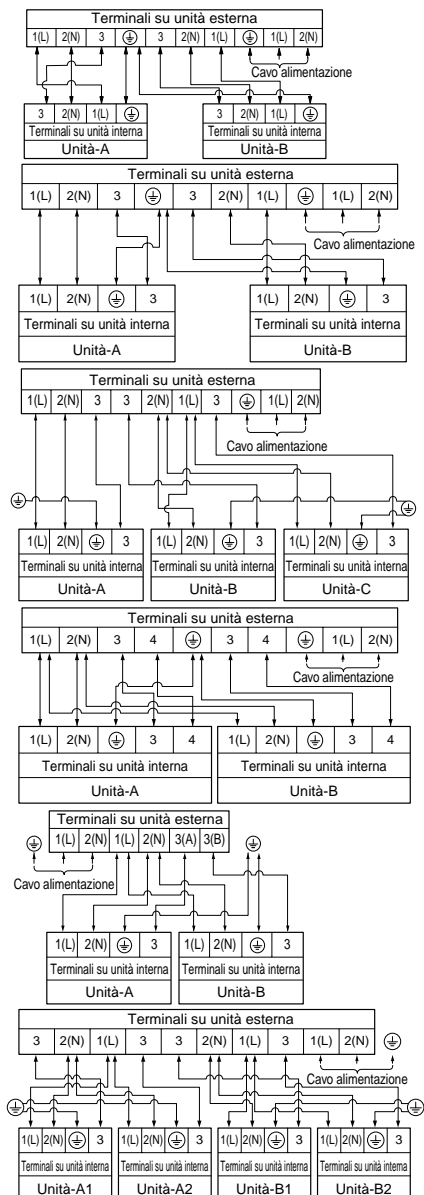 Terminali su unità esterna
1(L) 2(N) 3 ⏚ 3 2(N) 1(L) ⏚ 1(L) 2(N)
Cavo alimentazione
3 2(N) 1(L) ⏚ 3 2(N) 1(L) ⏚
Terminali su unità interna Terminali su unità interna
Unità-A Unità-B
Terminali su unità esterna
1(L) 2(N) 3 ⏚ 3 2(N) 1(L) ⏚ 1(L) 2(N)
Cavo alimentazione
1(L) 2(N) ⏚ 3 1(L) 2(N) ⏚ 3
Terminali su unità interna Terminali su unità interna
Unità-A Unità-B
Terminali su unità esterna
1(L) 2(N) 3 3 2(N) 1(L) 3 ⏚ 1(L) 2(N)
Cavo alimentazione
⏚ ⏚
1(L) 2(N) ⏚ 3 1(L) 2(N) ⏚ 3 1(L) 2(N) ⏚ 3
Terminali su unità interna Terminali su unità interna Terminali su unità interna
Unità-A Unità-B Unità-C
Terminali su unità esterna
1(L) 2(N) 3 4 ⏚ 3 4 ⏚ 1(L) 2(N)
Cavo alimentazione
1(L) 2(N) ⏚ 3 4 1(L) 2(N) ⏚ 3 4
Terminali su unità interna Terminali su unità interna
Unità-A Unità-B
Terminali su unità esterna
⏚ 1(L) 2(N) 1(L) 2(N) 3(A) 3(B) ⏚
Cavo alimentazione
1(L) 2(N) ⏚ 3 1(L) 2(N) ⏚ 3
Terminali su unità interna Terminali su unità interna
Unità-A Unità-B
Terminali su unità esterna
3 2(N) 1(L) 3 3 2(N) 1(L) 3 1(L) 2(N) ⏚
Cavo alimentazione
⏚ ⏚
1(L) 2(N) ⏚ 3 1(L) 2(N) ⏚ 3 1(L) 2(N) ⏚ 3 1(L) 2(N) ⏚ 3
Terminali su unità interna Terminali su unità interna Terminali su unità interna Terminali su unità interna
Unità-A1 Unità-A2 Unità-B1 Unità-B2